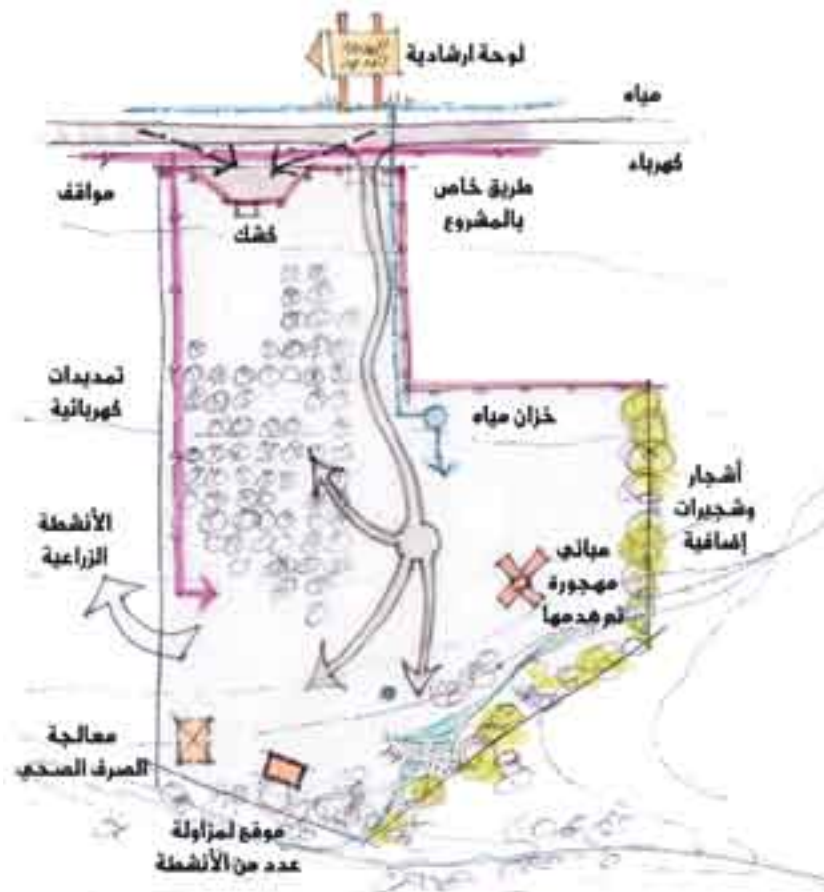 لوحة ارشادية
مياه
كهرباء
مواقف
كشك
طريق خاص
بالمشروع
تمديدات
كهربائية
خزان مياه
أشجار
وشجيرات
إضافية
الأنشطة
الزراعية
مباني
مهجورة
تم هدمها
معالجة
الصرف الصحي
موقع لمزاولة
عدد من الأنشطة